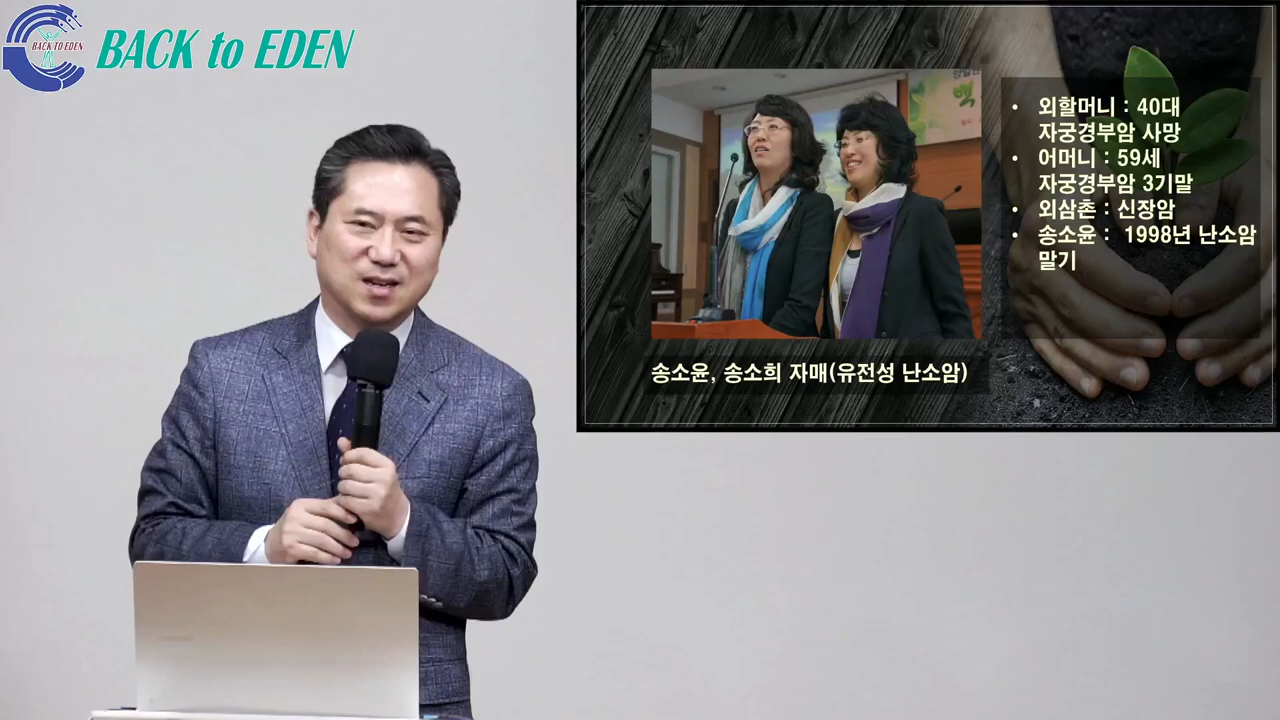 BACK TO EDEN
BACK to EDEN
백
• 외할머니 : 40대
자궁경부암 사망
• 어머니 : 59세
자궁경부암 3기말
• 외삼촌 : 신장암
• 송소윤 : 1998년 난소암
말기
송소윤, 송소희 자매(유전성 난소암)